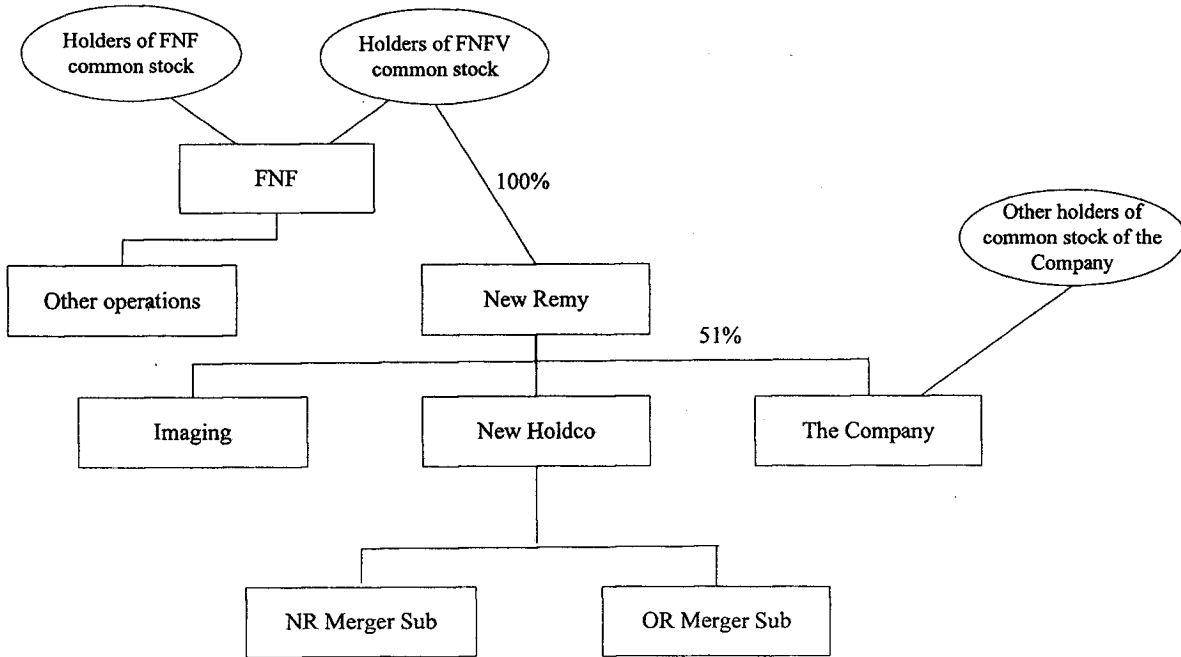 Holders of FNF
common stock
Holders of FNFV
common stock
FNF
100%
Other holders of
common stock of the
Company
Other operations
New Remy
51%
Imaging
New Holdco
The Company
NR Merger Sub
OR Merger Sub